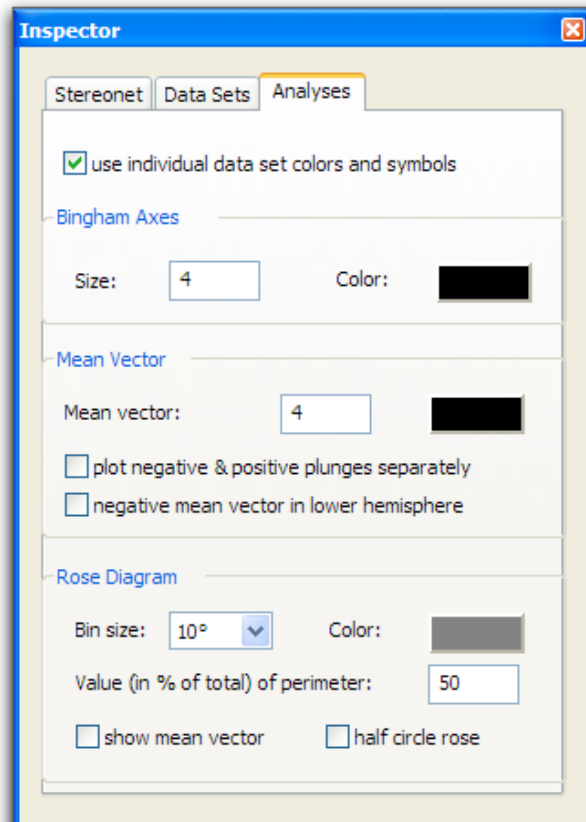 Inspector
Stereonet Data Sets Analyses
use individual data set colors and symbols
Bingham Axes
Size: 4 Color:
Mean Vector
Mean vector: 4
plot negative & positive plunges separately
negative mean vector in lower hemisphere
Rose Diagram
Bin size: 10° Color:
Value (in % of total) of perimeter: 50
show mean vector half circle rose